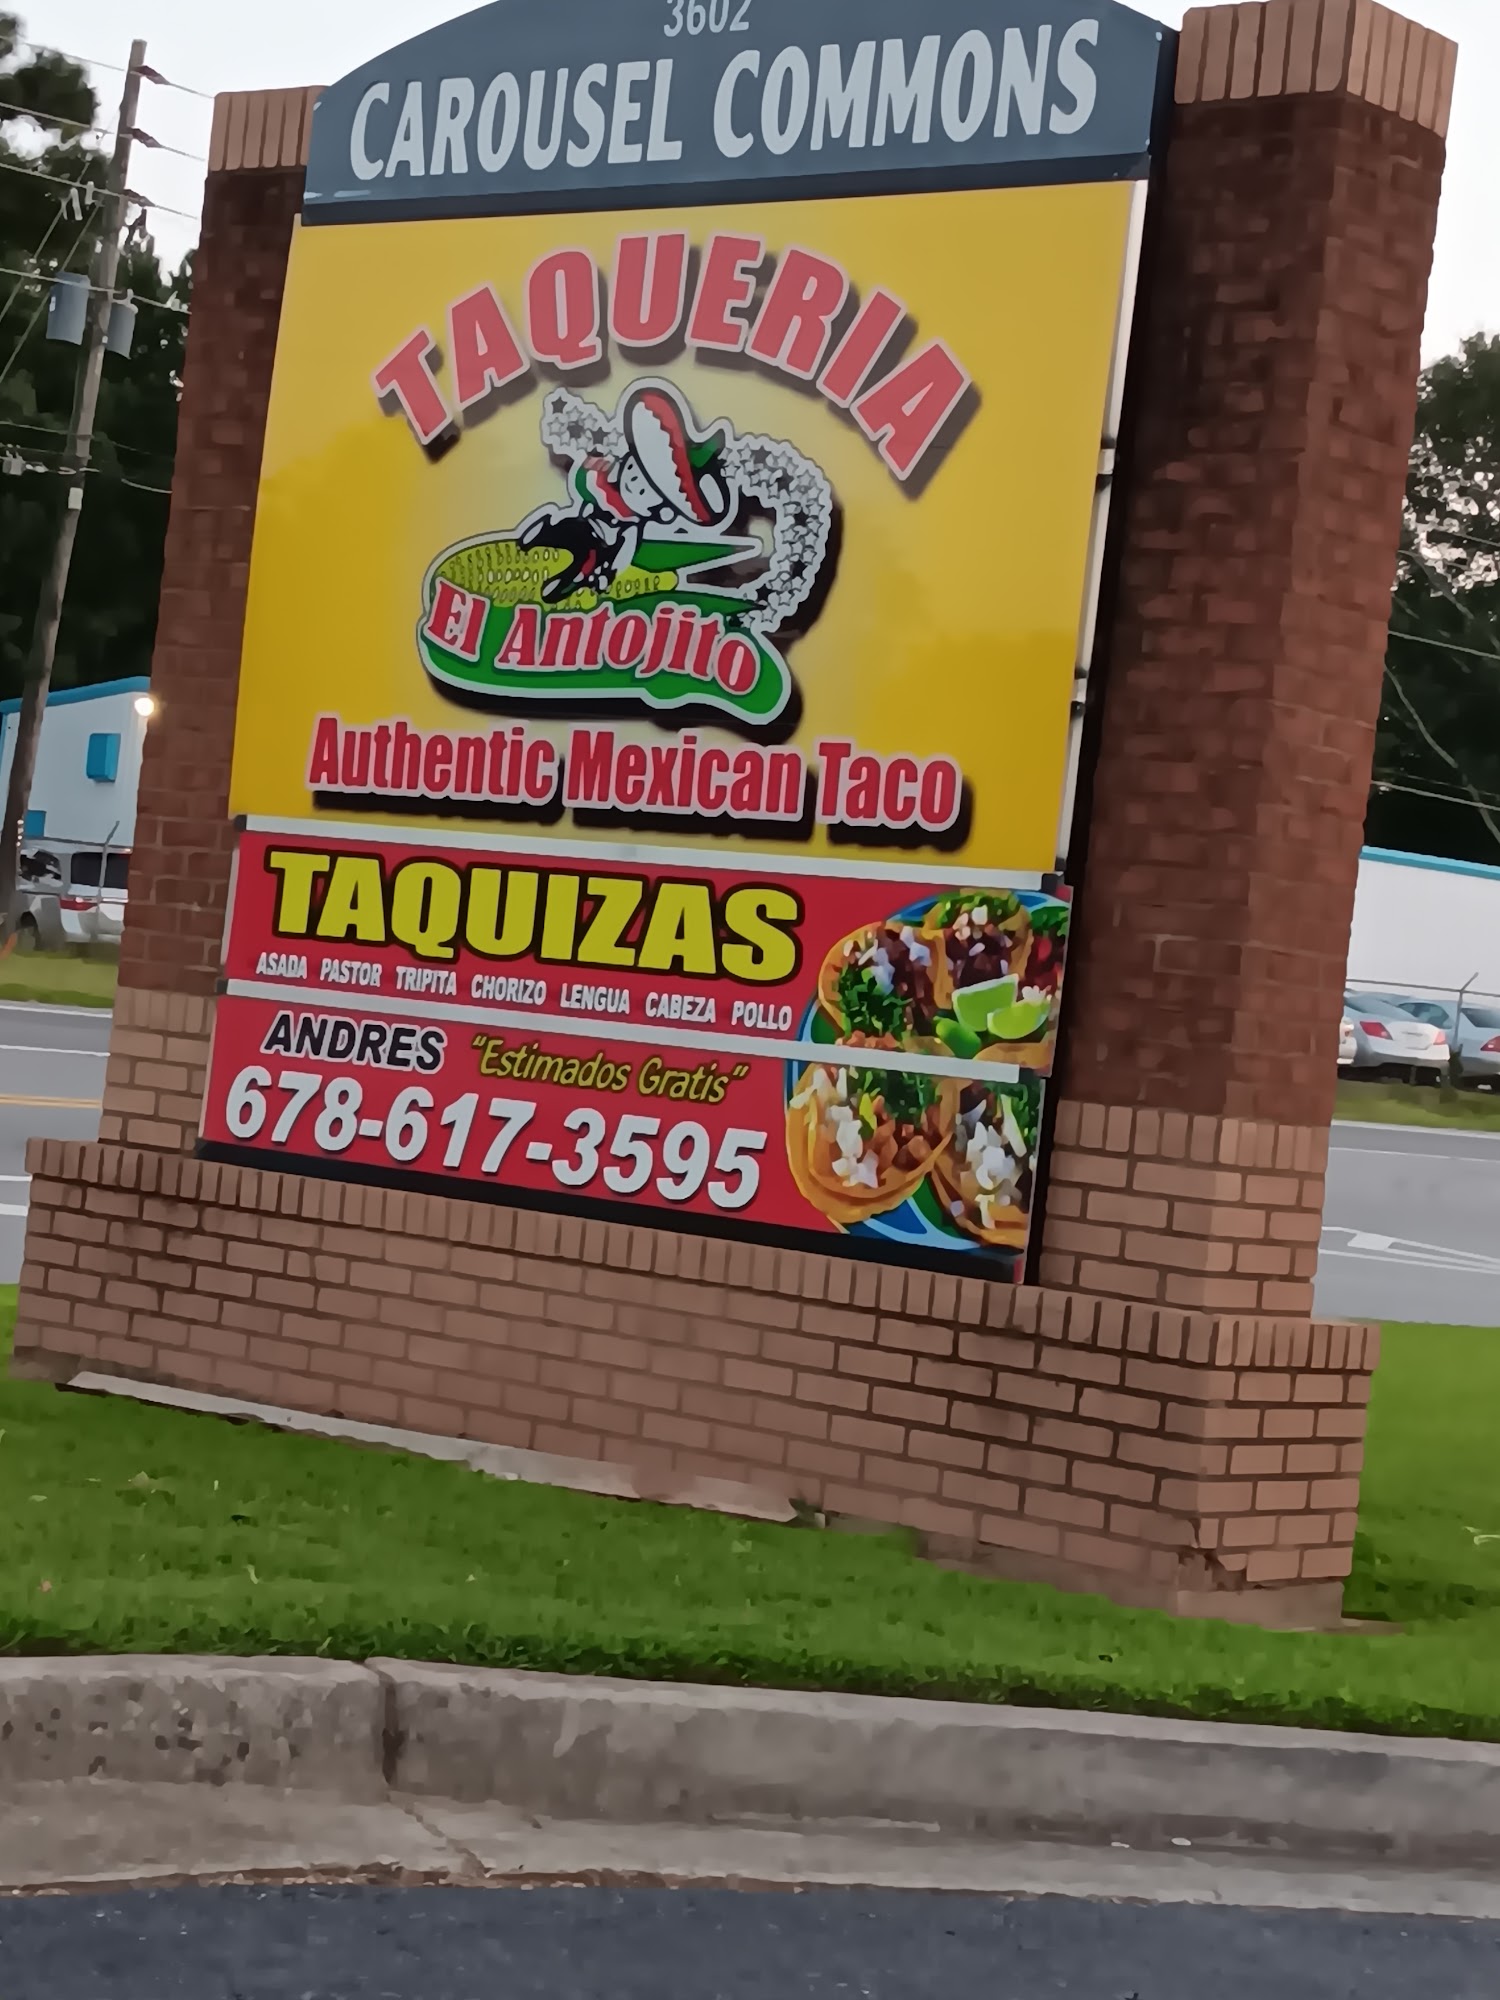 3602
CAROUSEL COMMONS
TAQUERIA
El Antojito
Authentic Mexican Taco
TAQUIZAS
ASADA PASTOR TRIPITA CHORIZO LENGUA CABEZA POLLO
ANDRES "Estimados Gratis"
678-617-3595